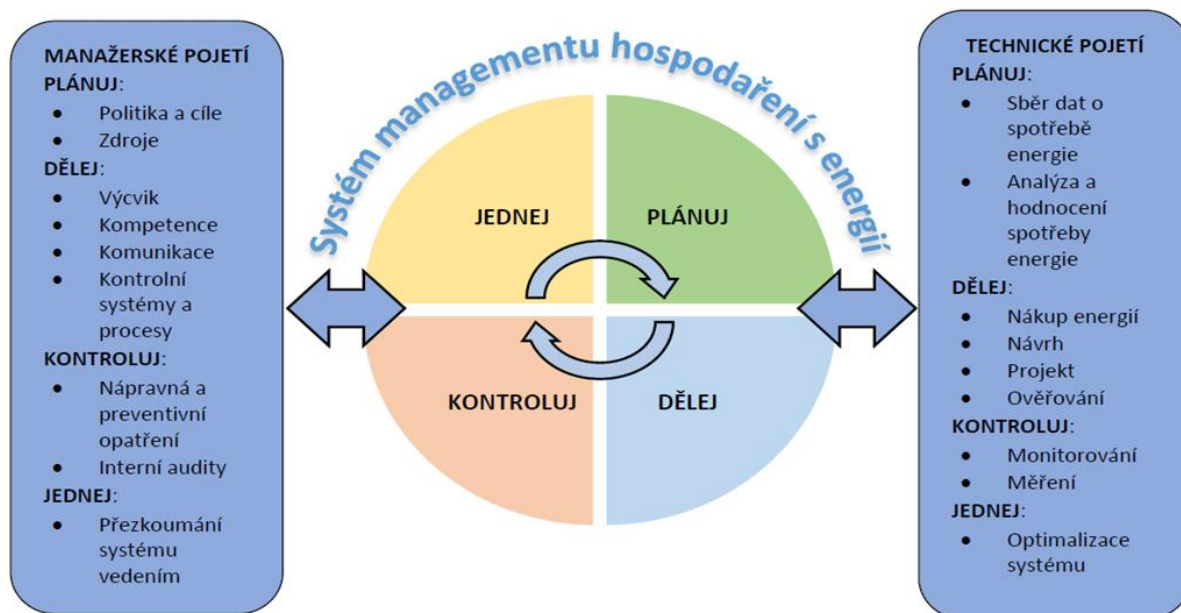 MANAŽERSKÉ POJETÍ
PLÁNUJ:
• Politika a cíle
• Zdroje
DĚLEJ:
• Výcvik
• Kompetence
• Komunikace
• Kontrolní
systémy a
procesy
KONTROLUJ:
• Nápravná a
preventivní
opatření
• Interní audity
JEDNEJ:
• Přezkoumání
systému
vedením
Systém managementu hospodaření s energií
JEDNEJ
PLÁNUJ
KONTROLUJ
DĚLEJ
TECHNICKÉ POJETÍ
PLÁNUJ:
• Sběr dat o
spotřebě
energie
• Analýza a
hodnocení
spotřeby
energie
DĚLEJ:
• Nákup energií
• Návrh
• Projekt
• Ověřování
KONTROLUJ:
• Monitorování
• Měření
JEDNEJ:
• Optimalizace
systému